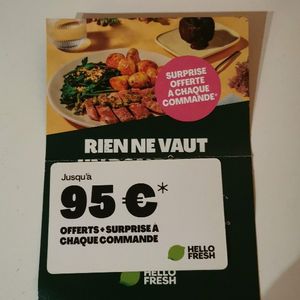 SURPRISE
OFFERTE
À CHAQUE
COMMANDE*
RIEN NE VAUT
Jusqu'à
95 €*
OFFERTS + SURPRISE À
CHAQUE COMMANDE
HELLO
FRESH
HELLO
FRESH